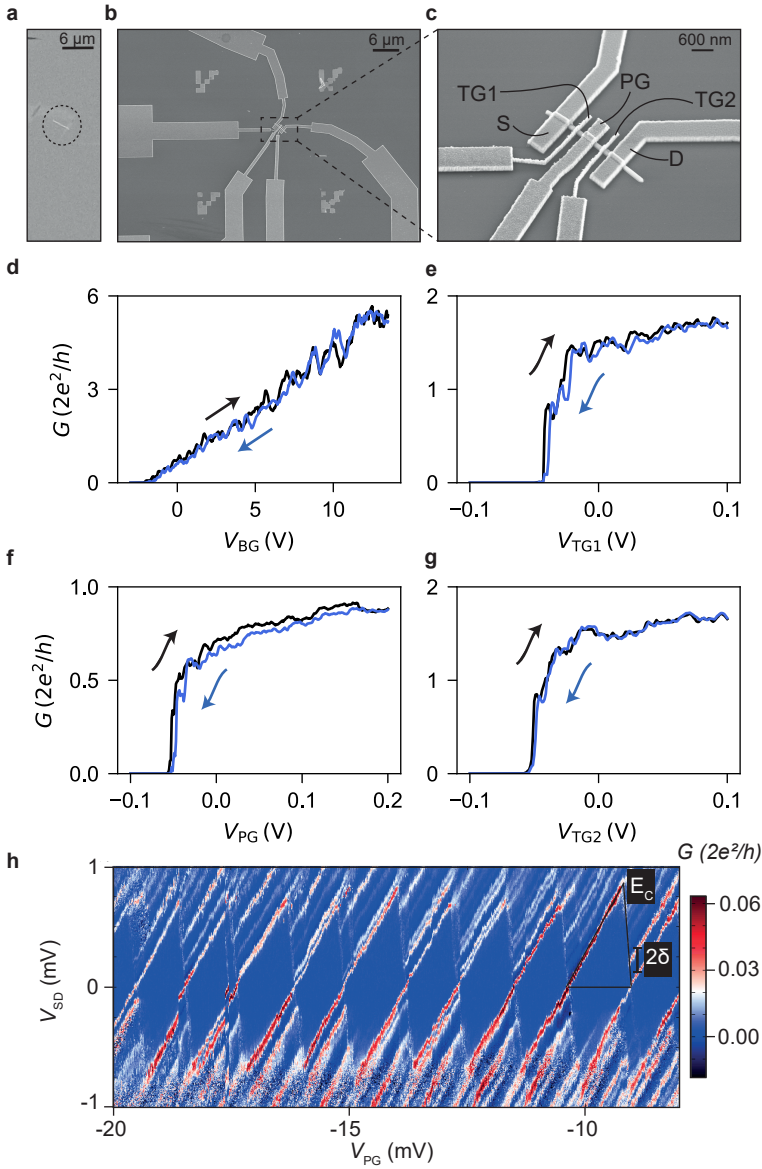 a
6 μm
b
6 μm
c
600 nm
TG1
PG
TG2
S
D
d
6
3
0
G (2e²/h)
0
5
10
V_BG (V)
e
2
1
0
−0.1
0.0
0.1
V_TG1 (V)
f
1.0
0.5
0.0
G (2e²/h)
−0.1
0.0
0.1
0.2
V_PG (V)
g
2
1
0
−0.1
0.0
0.1
V_TG2 (V)
h
G (2e²/h)
1
0
-1
V_SD (mV)
E_C
2δ
0.06
0.03
0.00
-20
-15
-10
V_PG (mV)